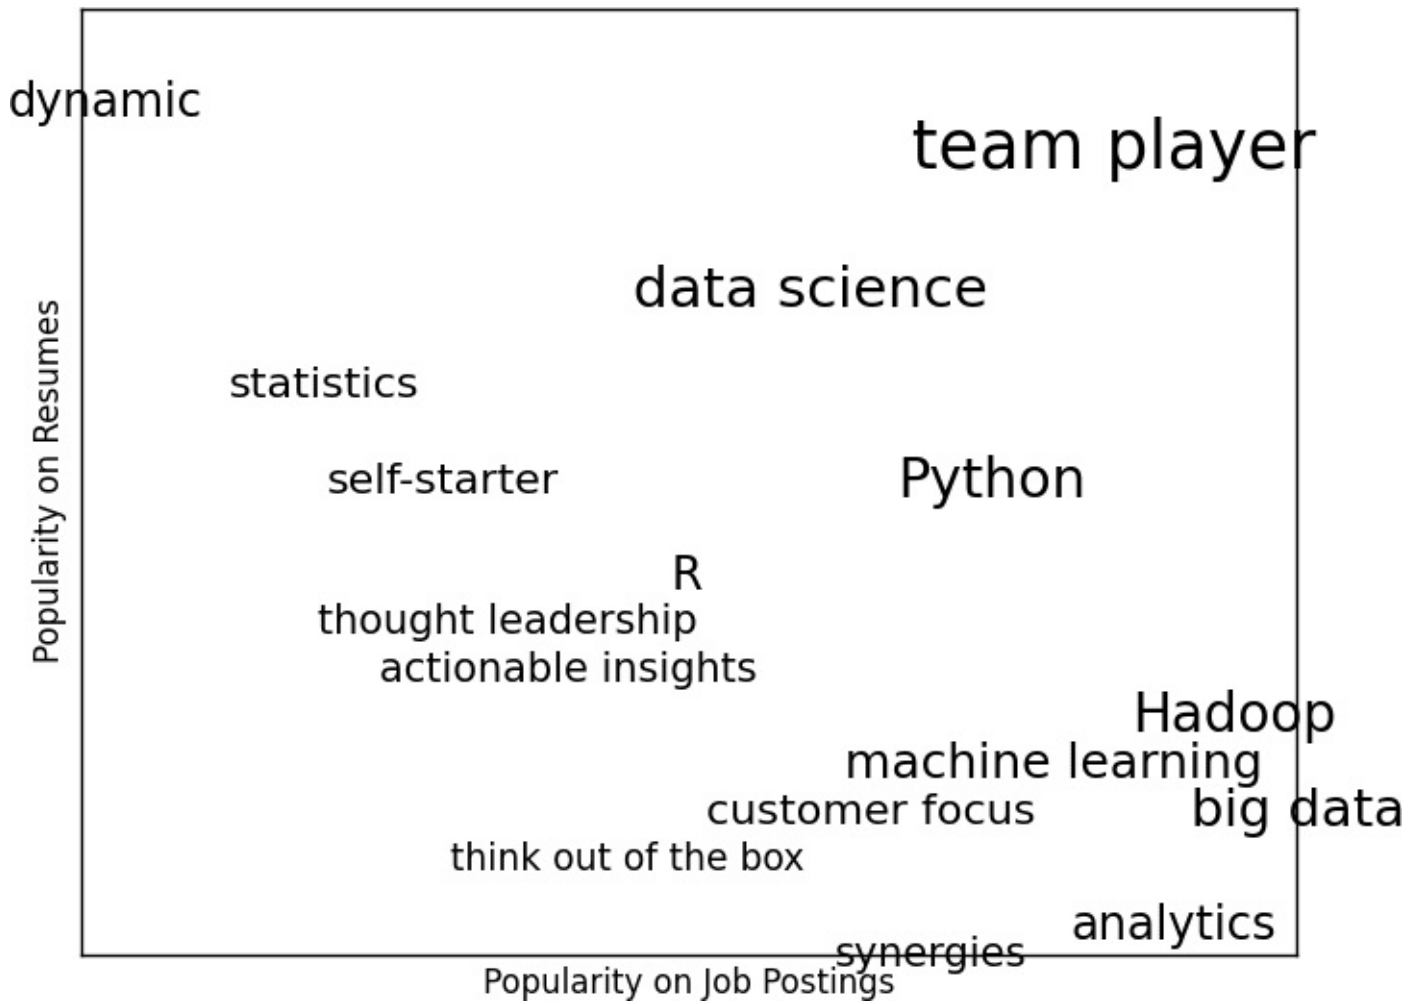 dynamic
team player
data science
statistics
self-starter
Python
R
thought leadership
actionable insights
Hadoop
machine learning
customer focus
big data
think out of the box
analytics
synergies
Popularity on Resumes
Popularity on Job Postings